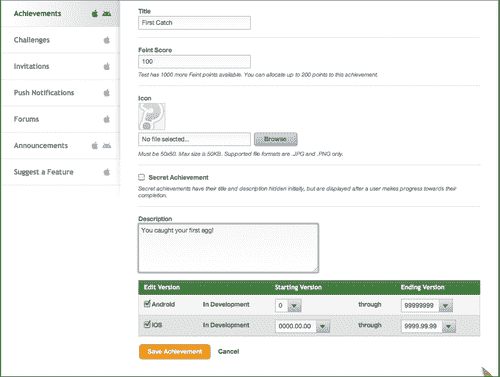 Achievements
Challenges
Invitations
Push Notifications
Forums
Announcements
Suggest a Feature
Title
First Catch
Feint Score
100
Test has 1000 more Feint points available. You can allocate up to 200 points to this achievement.
Icon
No file selected...
Browse
Must be 50x50. Max size is 50KB. Supported file formats are .JPG and .PNG only.
Secret Achievement
Secret achievements have their title and description hidden initially, but are displayed after a user makes progress towards their
completion.
Description
You caught your first egg!
Edit Version Starting Version Ending Version
Android In Development 0 through 99999999
iOS In Development 0000.00.00 through 9999.99.99
Save Achievement Cancel